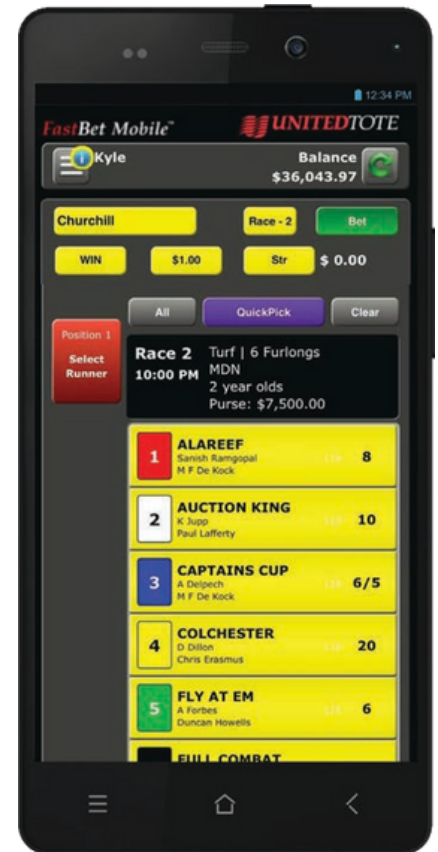 12:34 PM
FastBet Mobile™
UNITEDTOTE
Kyle
Balance
$36,043.97
Churchill
Race - 2
Bet
WIN
$1.00
Str
$ 0.00
All
QuickPick
Clear
Position 1
Select
Runner
Race 2
10:00 PM
Turf | 6 Furlongs
MDN
2 year olds
Purse: $7,500.00
1
ALAREEF
Sanish Ramgopal
M F De Kock
8
2
AUCTION KING
K Jupp
Paul Lafferty
10
3
CAPTAINS CUP
A Delpech
M F De Kock
6/5
4
COLCHESTER
D Dillon
Chris Erasmus
20
5
FLY AT EM
A Forbes
Duncan Howells
6
FULL COMBAT